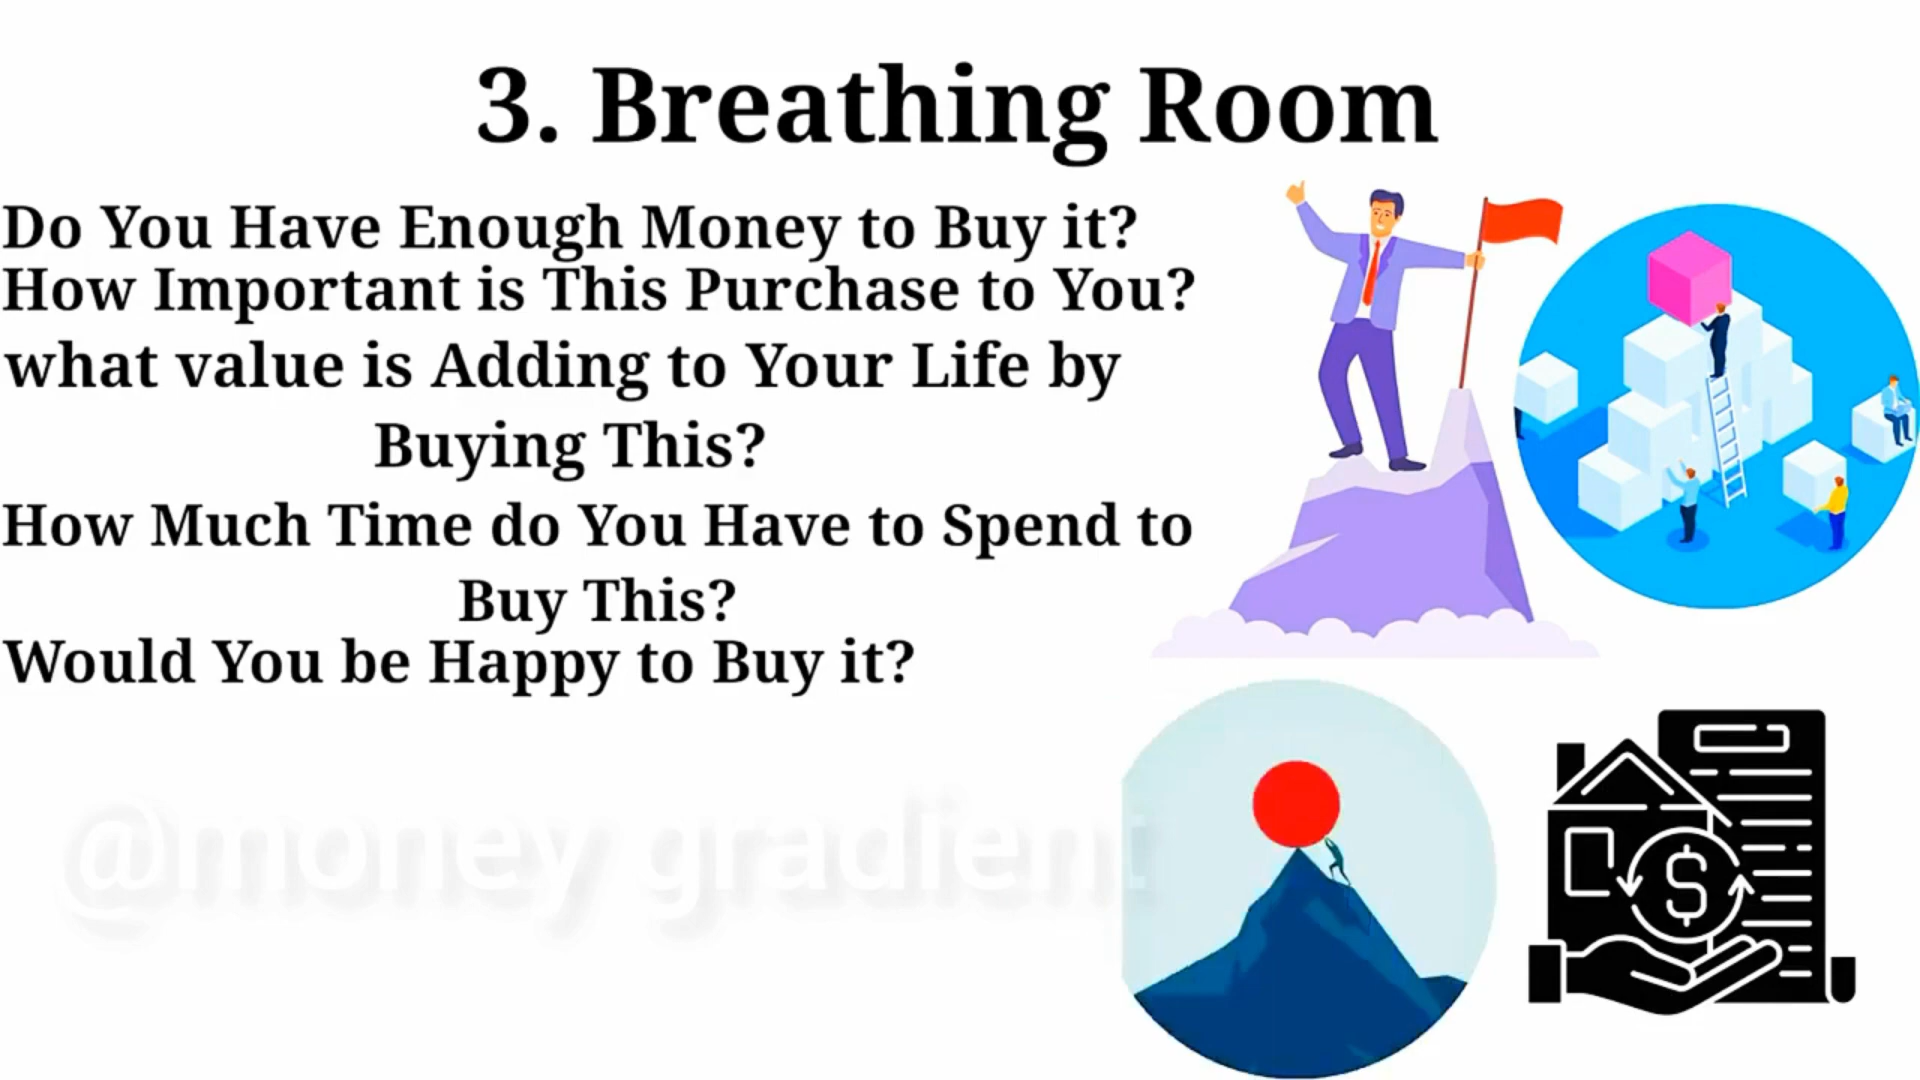 3. Breathing Room
Do You Have Enough Money to Buy it?
How Important is This Purchase to You?
what value is Adding to Your Life by
Buying This?
How Much Time do You Have to Spend to
Buy This?
Would You be Happy to Buy it?
@money gradient
$